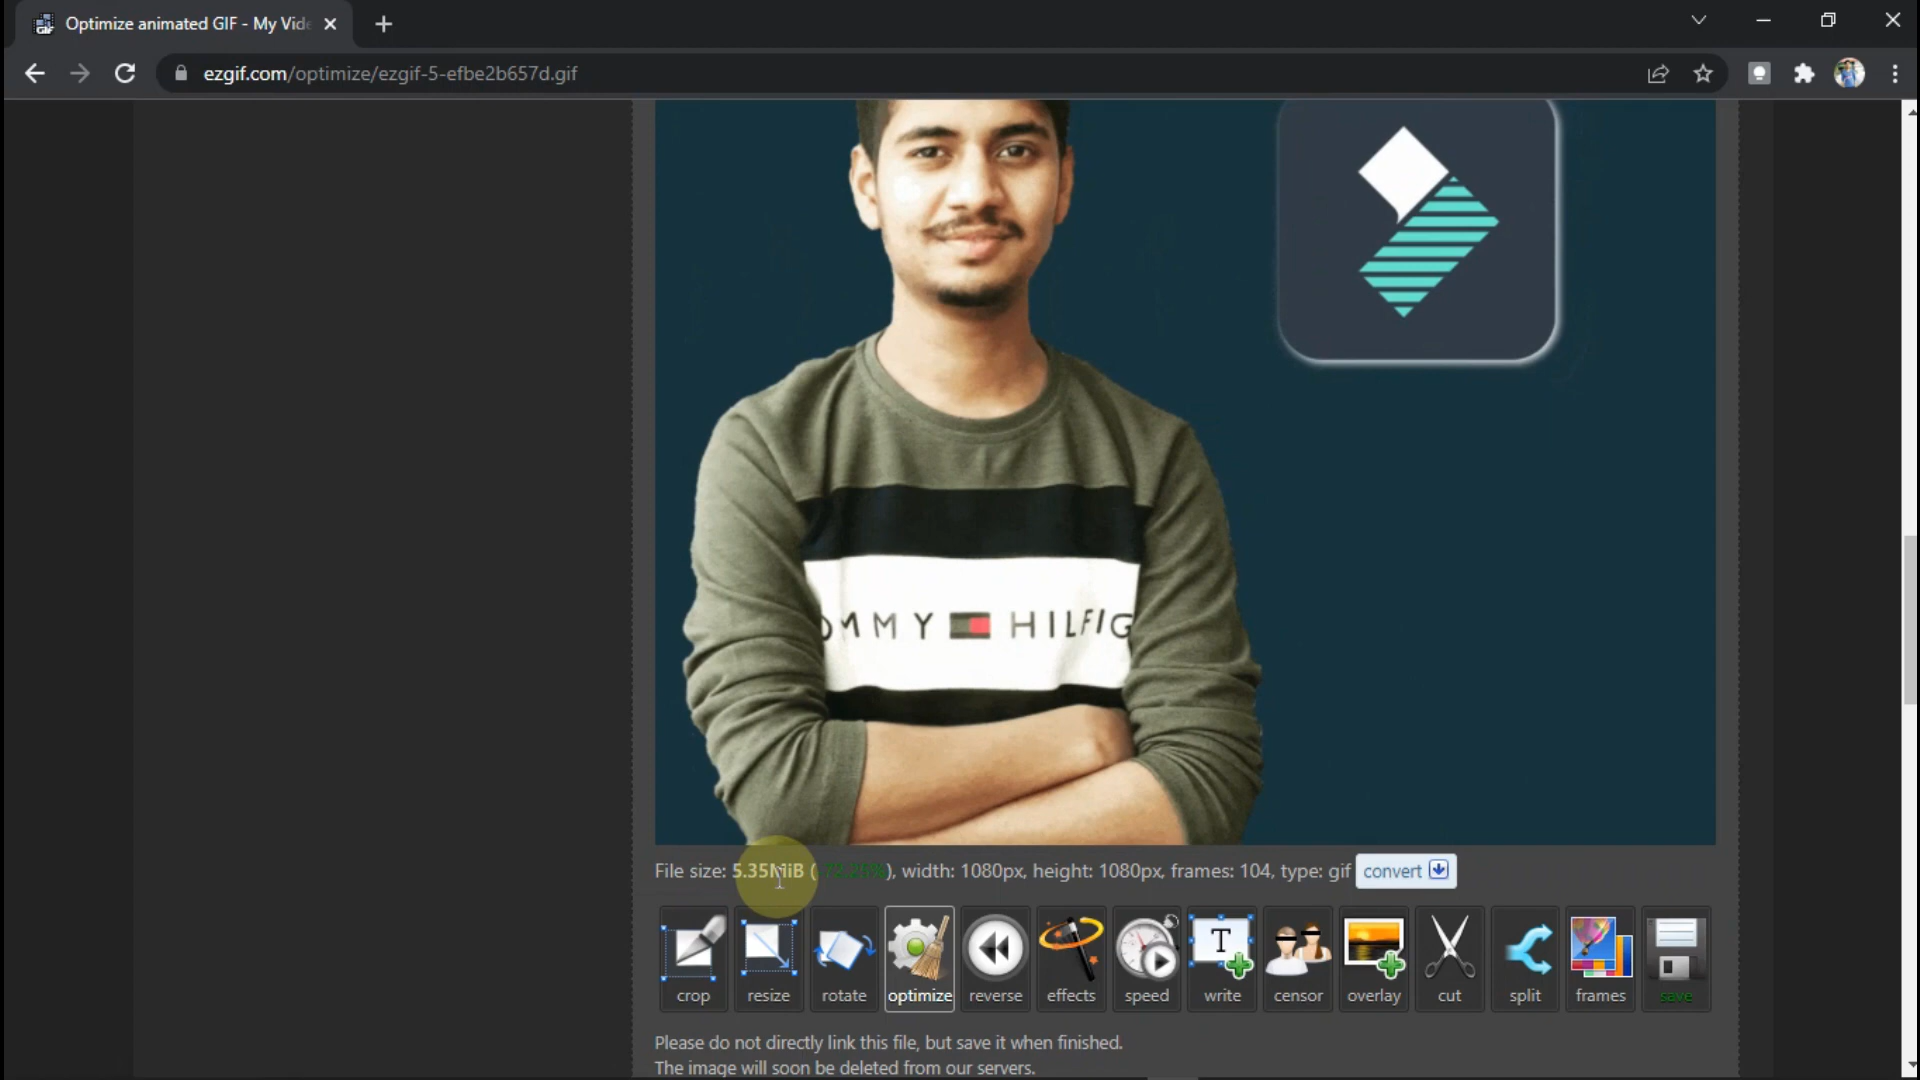 Optimize animated GIF - My Vid
ezgif.com/optimize/ezgif-5-efbe2b657d.gif
OMMY HILFIG
File size: 5.35MiB ( ), width: 1080px, height: 1080px, frames: 104, type: gif convert
crop resize rotate optimize reverse effects speed write censor overlay cut split frames save
Please do not directly link this file, but save it when finished.
The image will soon be deleted from our servers.